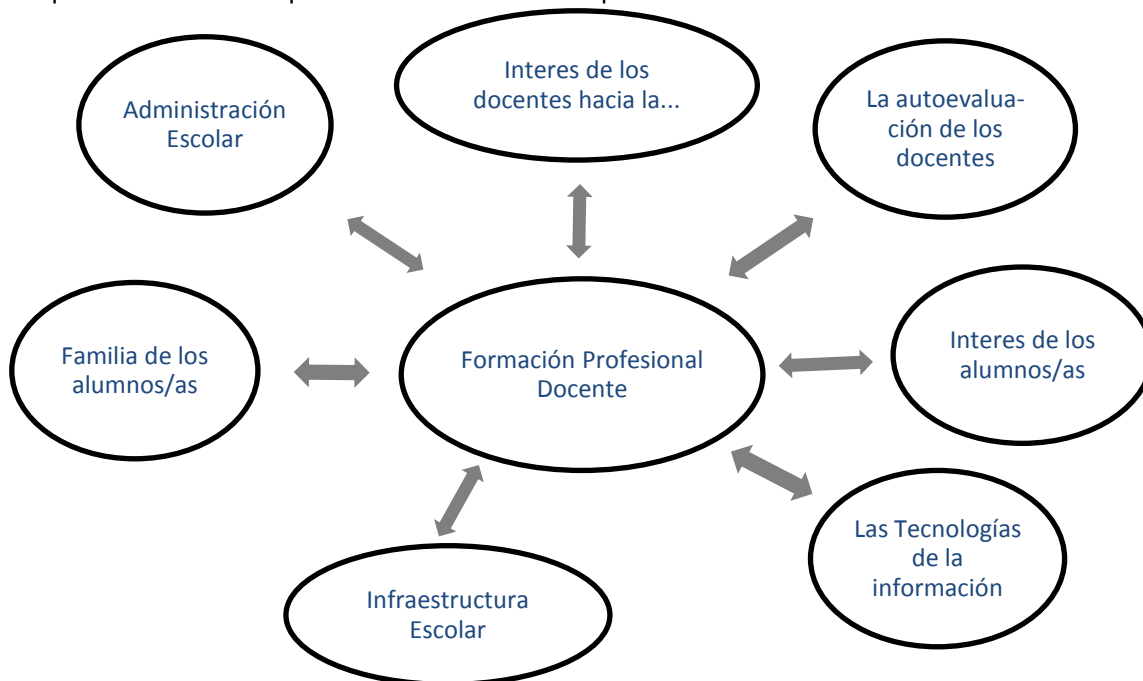 Interes de los
docentes hacia la...
Administración
Escolar
La autoevalua-
ción de los
docentes
Familia de los
alumnos/as
Formación Profesional
Docente
Interes de los
alumnos/as
Las Tecnologías
de la
información
Infraestructura
Escolar